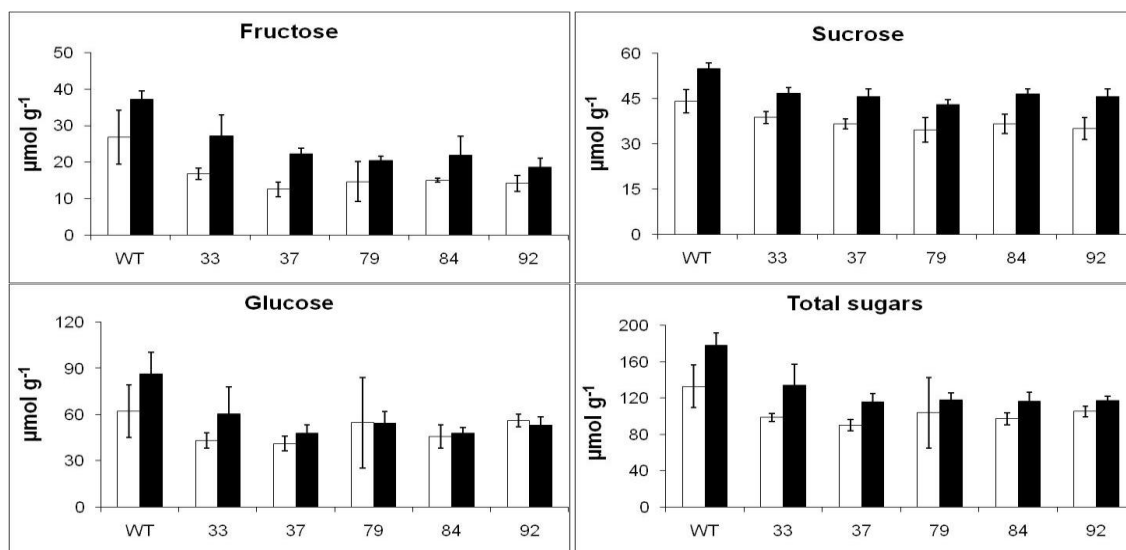 Fructose
µmol g-1
50
40
30
20
10
0
WT 33 37 79 84 92
Sucrose
µmol g-1
60
45
30
15
0
WT 33 37 79 84 92
Glucose
µmol g-1
120
90
60
30
0
WT 33 37 79 84 92
Total sugars
µmol g-1
200
160
120
80
40
0
WT 33 37 79 84 92